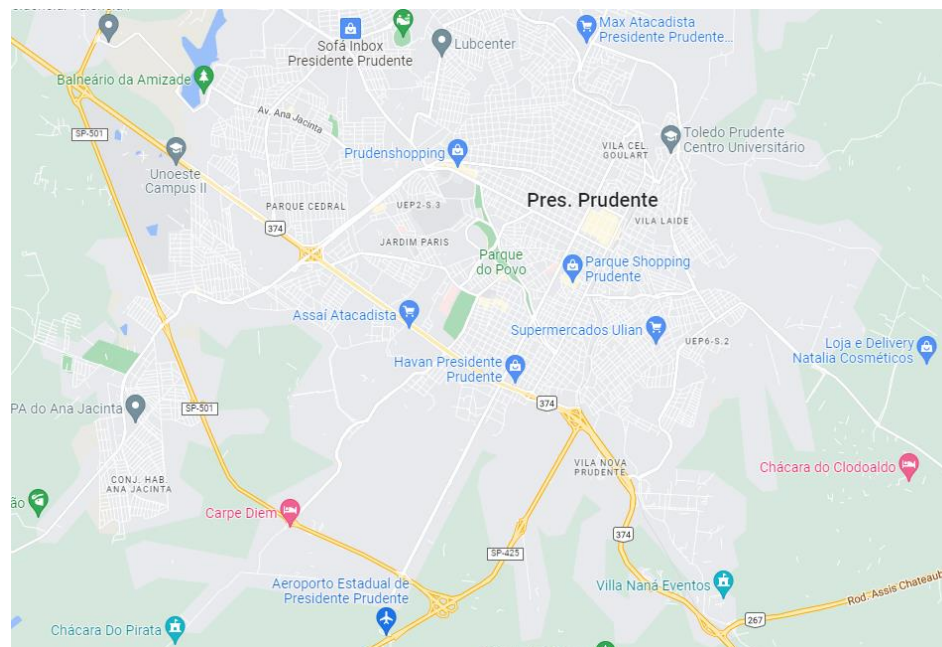 Max Atacadista
Presidente Prudente...
Sofá Inbox
Presidente Prudente
Lubcenter
Balneário da Amizade
Av. Ana Jacinta
SP-501
Toledo Prudente
Centro Universitário
VILA CEL.
GOULART
Prudenshopping
Unoeste
Campus II
Pres. Prudente
PARQUE CEDRAL
UEP2-S.3
VILA LAIDE
374
JARDIM PARIS
Parque
do Povo
Parque Shopping
Prudente
Assaí Atacadista
Supermercados Ulian
UEP6-S.2
Loja e Delivery
Natalia Cosméticos
Havan Presidente
Prudente
374
PA do Ana Jacinta
SP-501
VILA NOVA
PRUDENTE
Chácara do Clodoaldo
CONJ. HAB.
ANA JACINTA
ão
Carpe Diem
374
SP-425
Aeroporto Estadual de
Presidente Prudente
Villa Naná Eventos
Rod. Assis Chateaub
267
Chácara Do Pirata